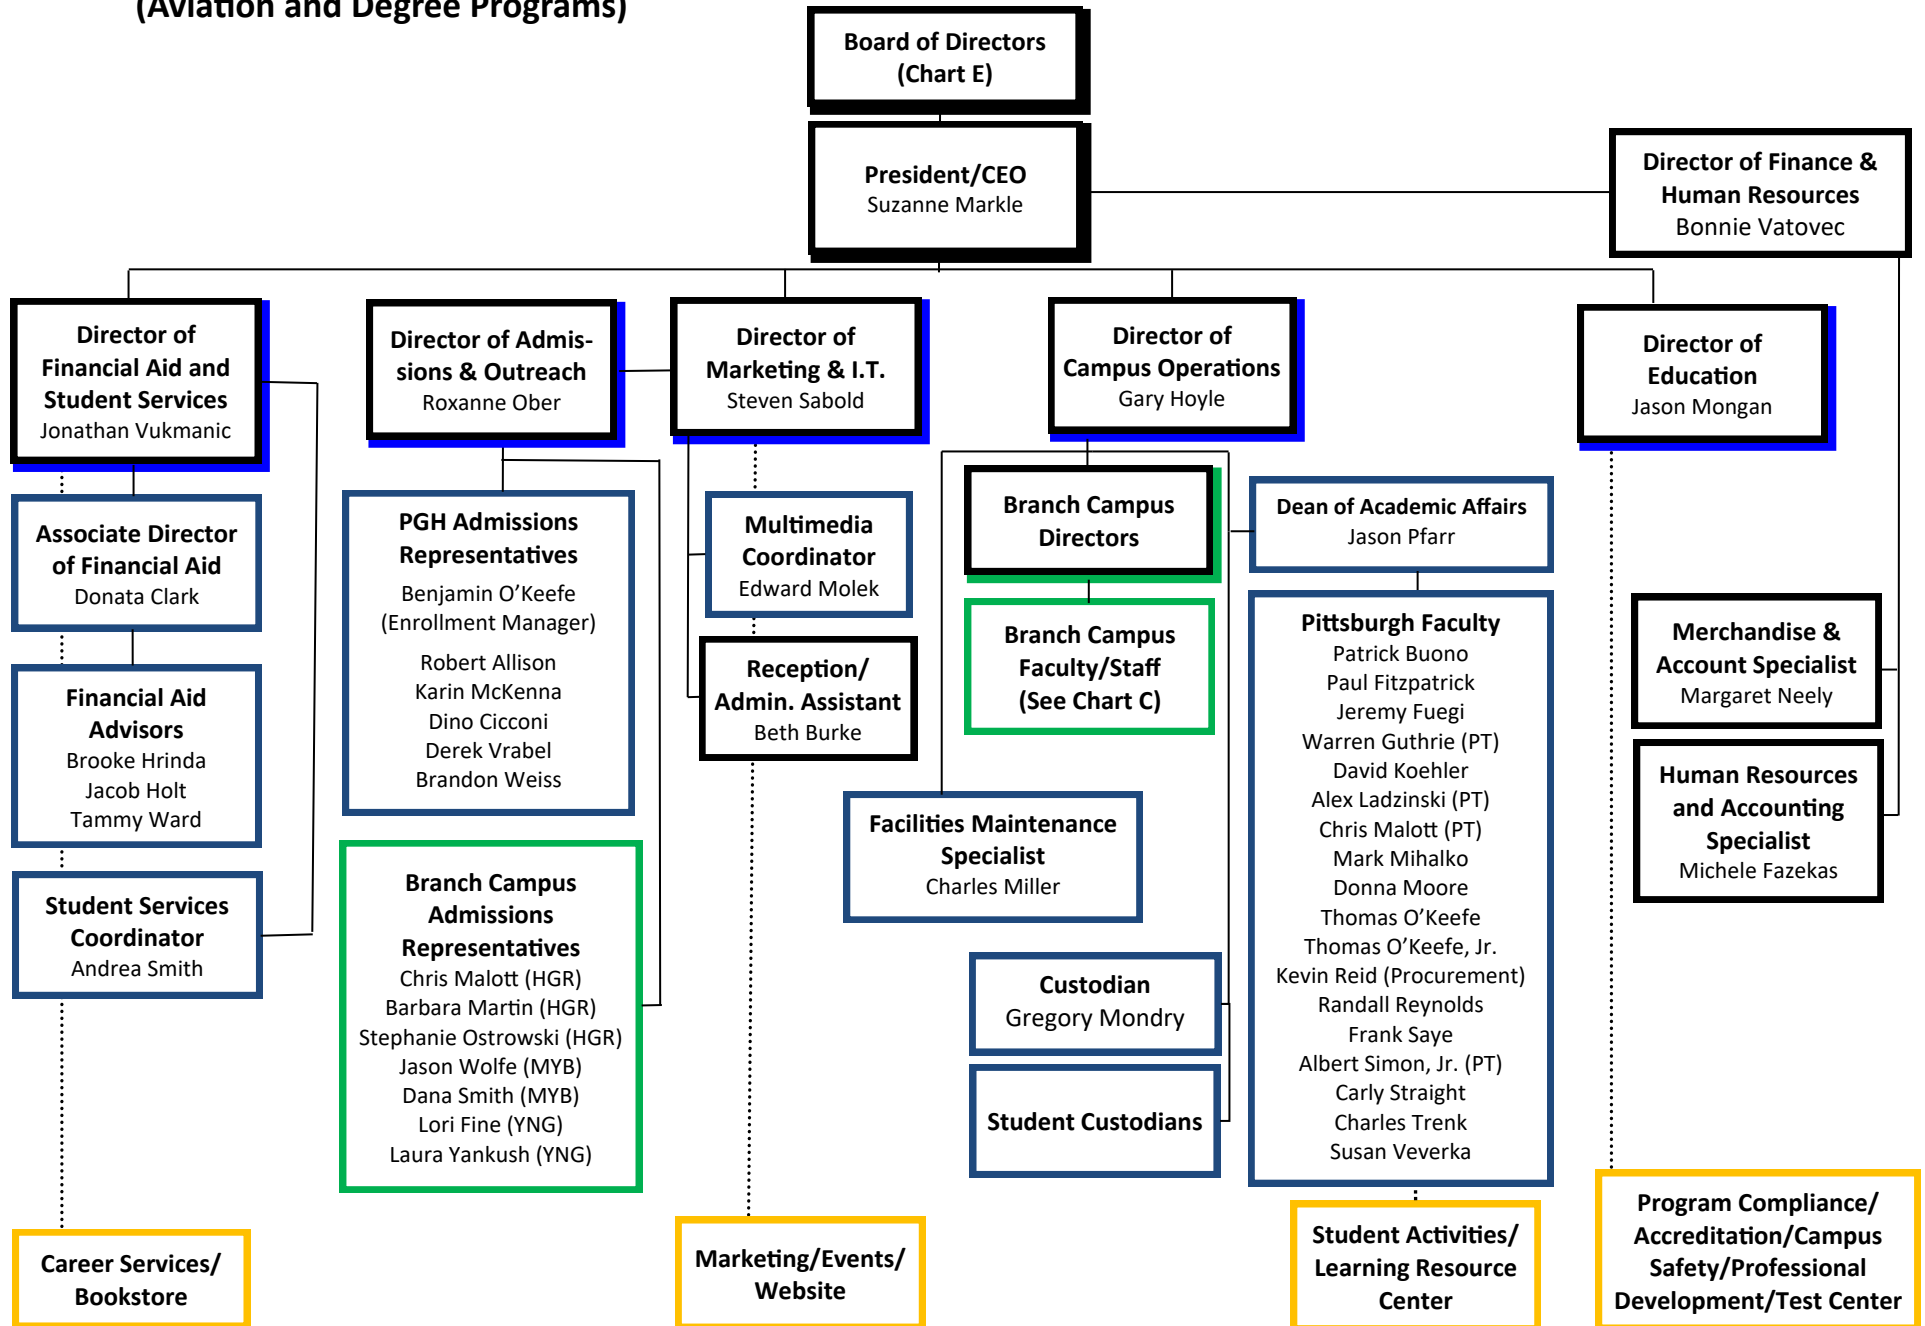 (Aviation and Degree Programs)
Board of Directors
(Chart E)
President/CEO
Suzanne Markle
Director of Finance &
Human Resources
Bonnie Vatovec
Director of
Financial Aid and
Student Services
Jonathan Vukmanic
Director of Admis-
sions & Outreach
Roxanne Ober
Director of
Marketing & I.T.
Steven Sabold
Director of
Campus Operations
Gary Hoyle
Director of
Education
Jason Mongan
Associate Director
of Financial Aid
Donata Clark
Financial Aid
Advisors
Brooke Hrinda
Jacob Holt
Tammy Ward
Student Services
Coordinator
Andrea Smith
Career Services/
Bookstore
PGH Admissions
Representatives
Benjamin O’Keefe
(Enrollment Manager)
Robert Allison
Karin McKenna
Dino Cicconi
Derek Vrabel
Brandon Weiss
Branch Campus
Admissions
Representatives
Chris Malott (HGR)
Barbara Martin (HGR)
Stephanie Ostrowski (HGR)
Jason Wolfe (MYB)
Dana Smith (MYB)
Lori Fine (YNG)
Laura Yankush (YNG)
Multimedia
Coordinator
Edward Molek
Reception/
Admin. Assistant
Beth Burke
Marketing/Events/
Website
Branch Campus
Directors
Branch Campus
Faculty/Staff
(See Chart C)
Facilities Maintenance
Specialist
Charles Miller
Custodian
Gregory Mondry
Student Custodians
Dean of Academic Affairs
Jason Pfarr
Pittsburgh Faculty
Patrick Buono
Paul Fitzpatrick
Jeremy Fuegi
Warren Guthrie (PT)
David Koehler
Alex Ladzinski (PT)
Chris Malott (PT)
Mark Mihalko
Donna Moore
Thomas O’Keefe
Thomas O’Keefe, Jr.
Kevin Reid (Procurement)
Randall Reynolds
Frank Saye
Albert Simon, Jr. (PT)
Carly Straight
Charles Trenk
Susan Veverka
Student Activities/
Learning Resource
Center
Merchandise &
Account Specialist
Margaret Neely
Human Resources
and Accounting
Specialist
Michele Fazekas
Program Compliance/
Accreditation/Campus
Safety/Professional
Development/Test Center